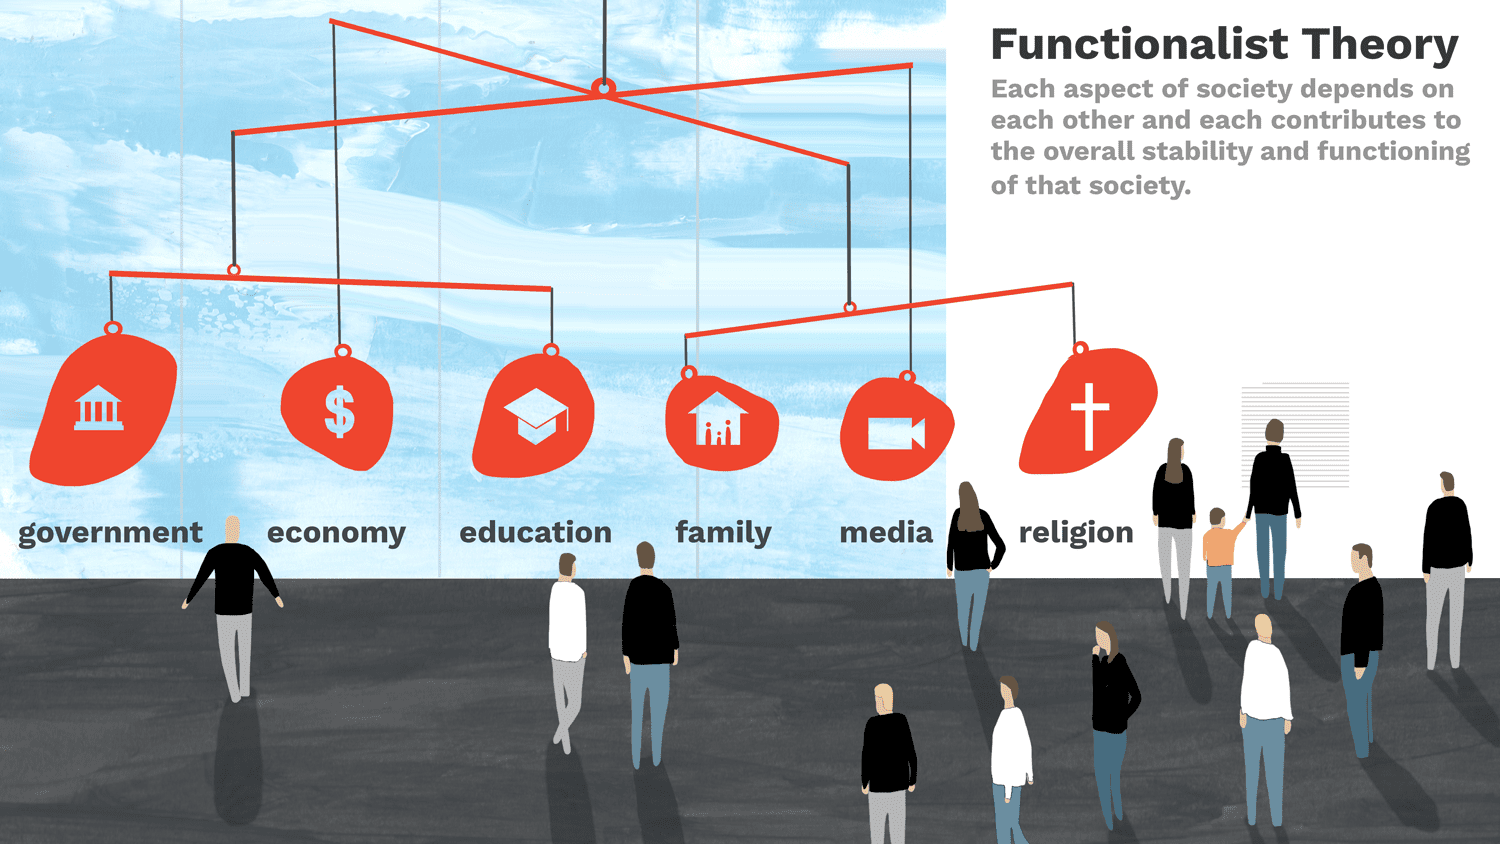 Functionalist Theory
Each aspect of society depends on
each other and each contributes to
the overall stability and functioning
of that society.
$
government
economy
education
family
media
religion